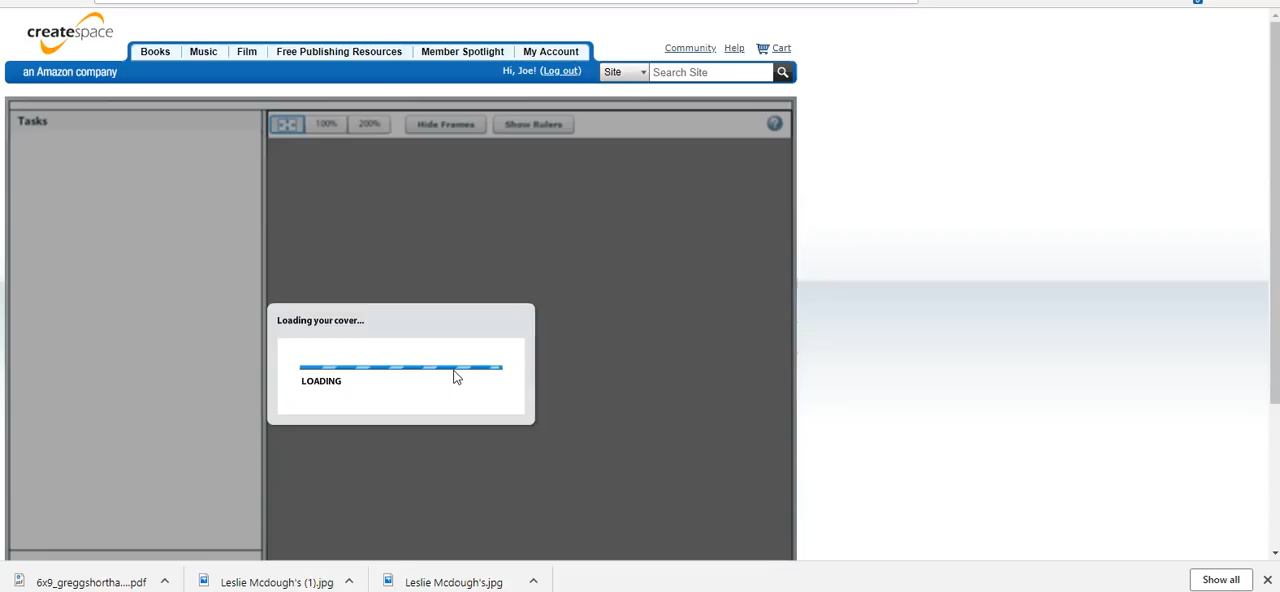 createspace
Books Music Film Free Publishing Resources Member Spotlight My Account
Community Help Cart
an Amazon company
Hi, Joe! (Log out)
Site Search Site
Tasks
100% 200% Hide Frames Show Rulers ?
Loading your cover...
LOADING
6x9_greggshortha....pdf Leslie Mcdough's (1).jpg Leslie Mcdough's.jpg Show all